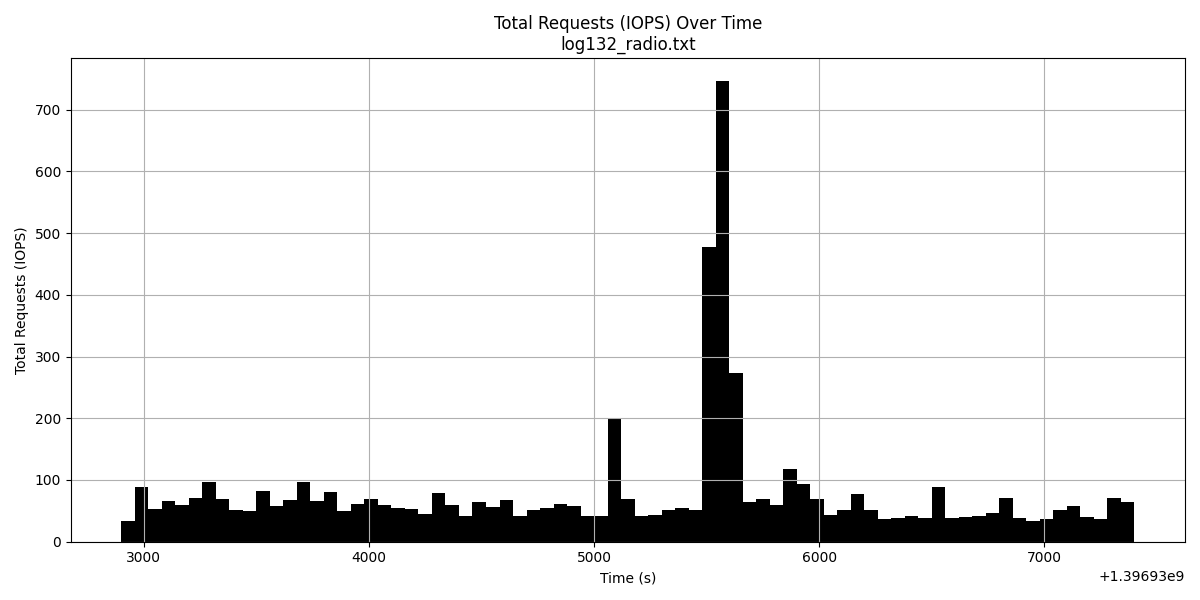 Total Requests (IOPS) Over Time
log132_radio.txt
Total Requests (IOPS)
700
600
500
400
300
200
100
0
3000 4000 5000 6000 7000
Time (s)
+1.39693e9